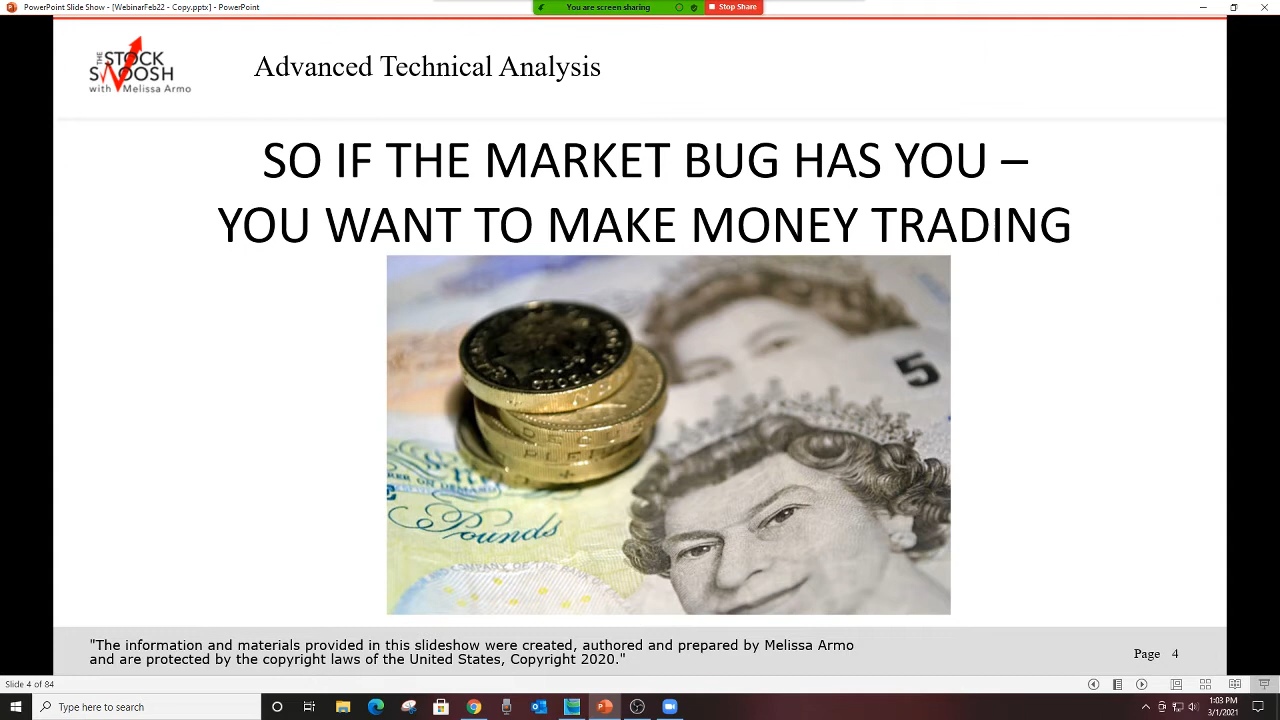 PowerPoint Slide Show - [WebinarFeb22 - Copy.pptx] - PowerPoint
You are screen sharing
Stop Share
THE
STOCK
SWOOSH
with Melissa Armo
Advanced Technical Analysis
SO IF THE MARKET BUG HAS YOU –
YOU WANT TO MAKE MONEY TRADING
5
Pounds
"The information and materials provided in this slideshow were created, authored and prepared by Melissa Armo
and are protected by the copyright laws of the United States, Copyright 2020."
Page 4
Slide 4 of 84
Type here to search
1:03 PM
3/1/2021